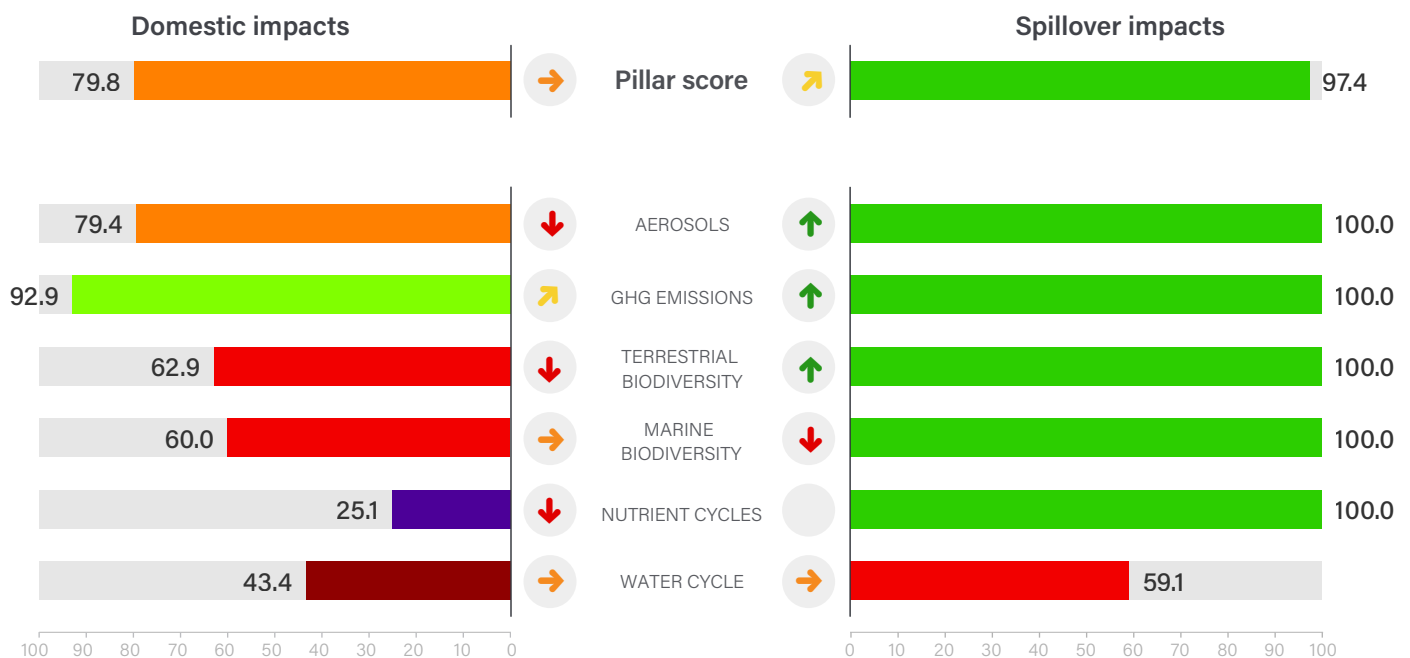 Domestic impacts
Spillover impacts
79.8
Pillar score
97.4
79.4
AEROSOLS
100.0
92.9
GHG EMISSIONS
100.0
62.9
TERRESTRIAL
BIODIVERSITY
100.0
60.0
MARINE
BIODIVERSITY
100.0
25.1
NUTRIENT CYCLES
100.0
43.4
WATER CYCLE
59.1
100 90 80 70 60 50 40 30 20 10 0
0 10 20 30 40 50 60 70 80 90 100